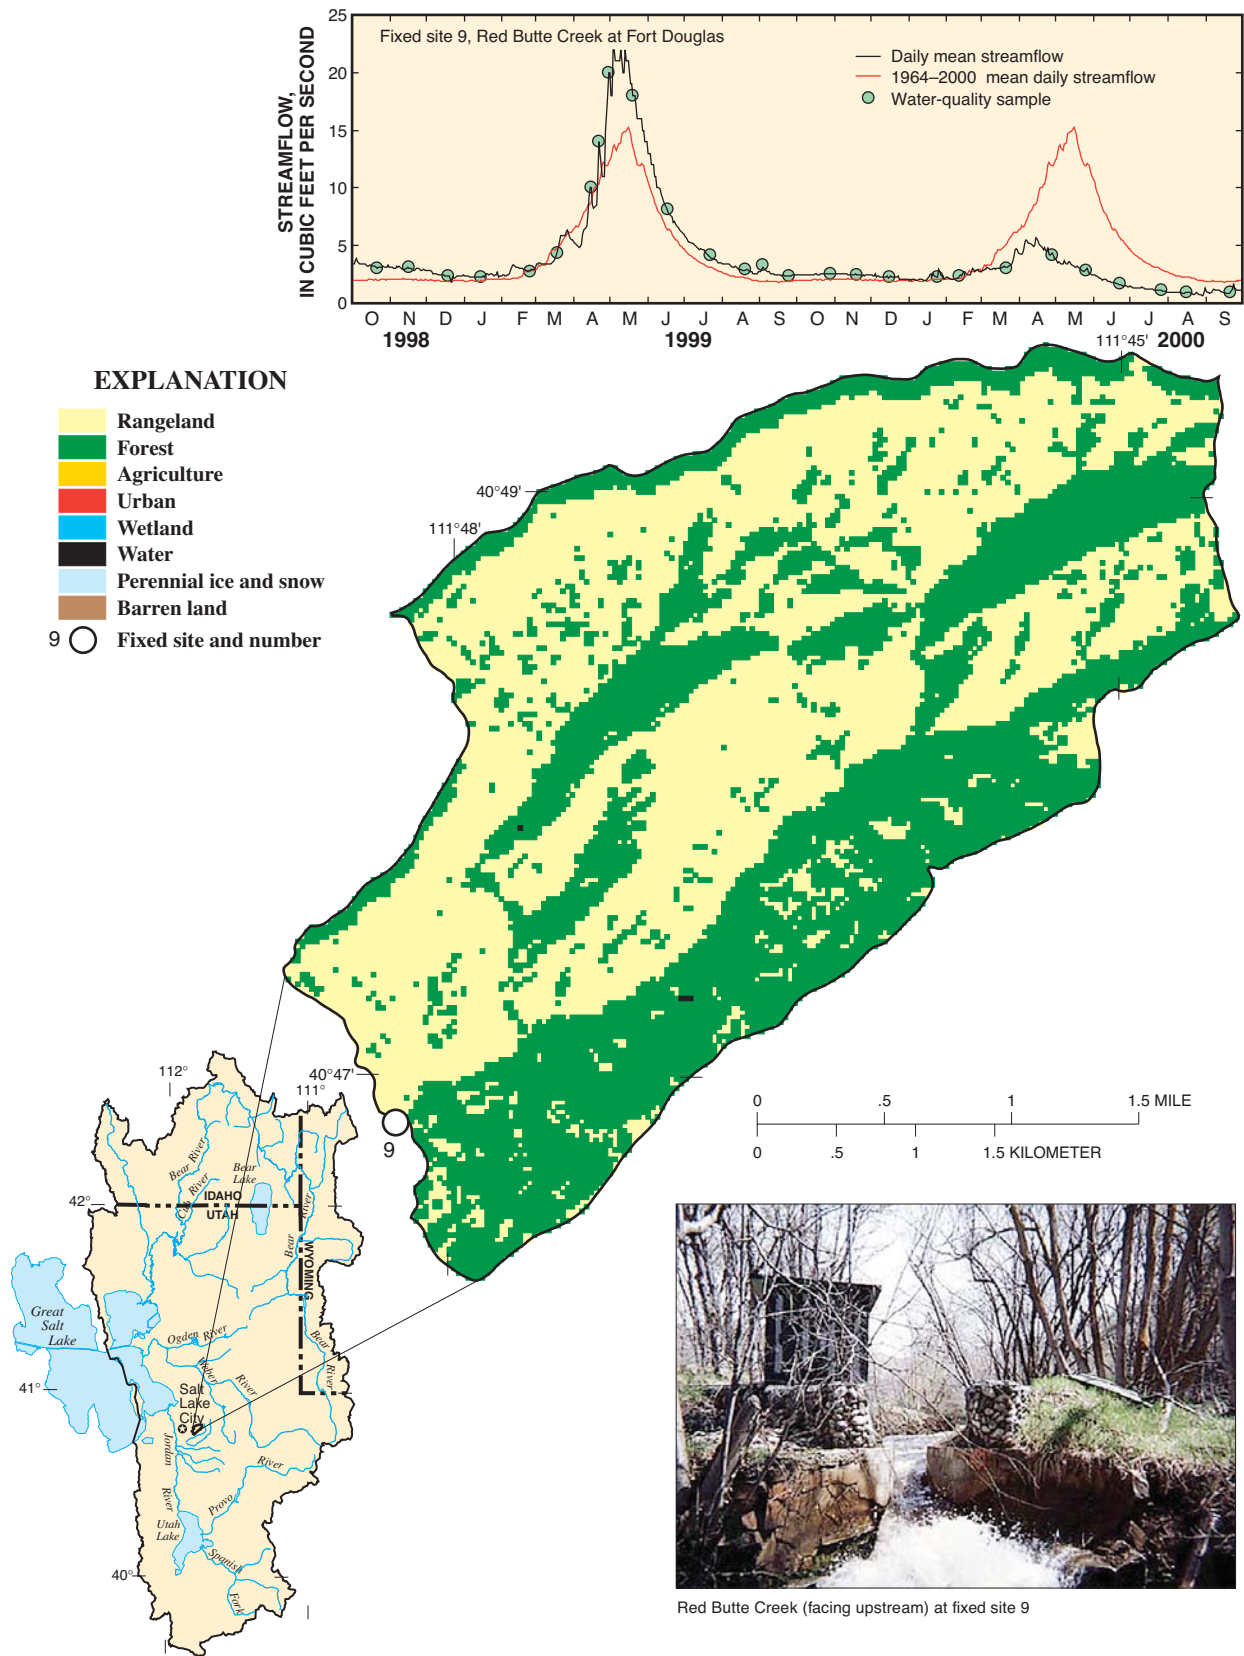 25
20
15
10
5
0
STREAMFLOW,
IN CUBIC FEET PER SECOND
Fixed site 9, Red Butte Creek at Fort Douglas
Daily mean streamflow
1964–2000 mean daily streamflow
Water-quality sample
O N D J F M A M J J A S O N D J F M A M J J A S
1998 1999 2000
EXPLANATION
Rangeland
Forest
Agriculture
Urban
Wetland
Water
Perennial ice and snow
Barren land
9 Fixed site and number
111°45'
40°49'
111°48'
40°47'
9
0 .5 1 1.5 MILE
0 .5 1 1.5 KILOMETER
112°
111°
42°
41°
40°
Bear River
Cub River
Bear
Lake
IDAHO
UTAH
WYOMING
River
Bear
Bear
River
Great
Salt
Lake
Ogden River
Weber
River
Salt
Lake
City
Jordan
River
River
Provo
Utah
Lake
Spanish
Fork
Red Butte Creek (facing upstream) at fixed site 9